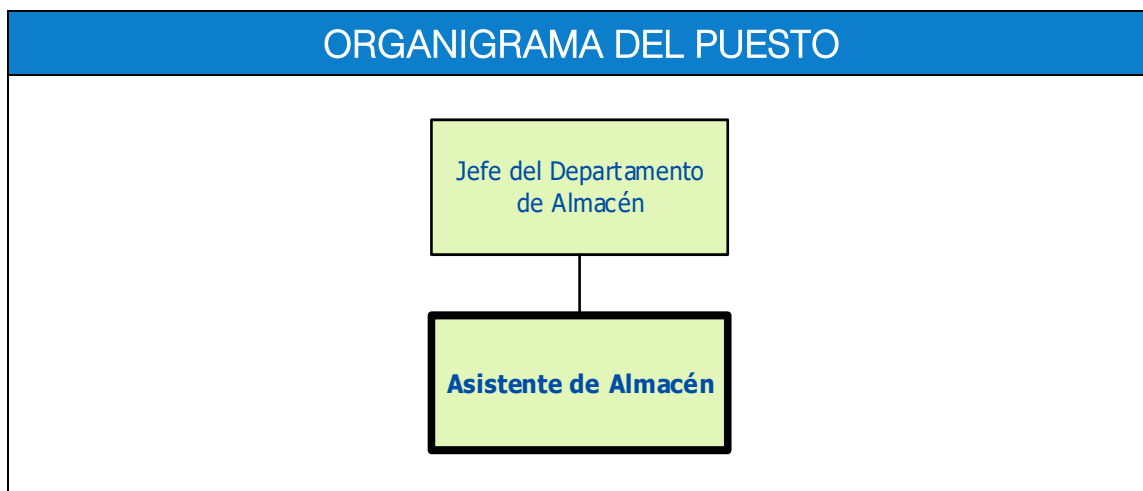 ORGANIGRAMA DEL PUESTO
Jefe del Departamento
de Almacén
Asistente de Almacén